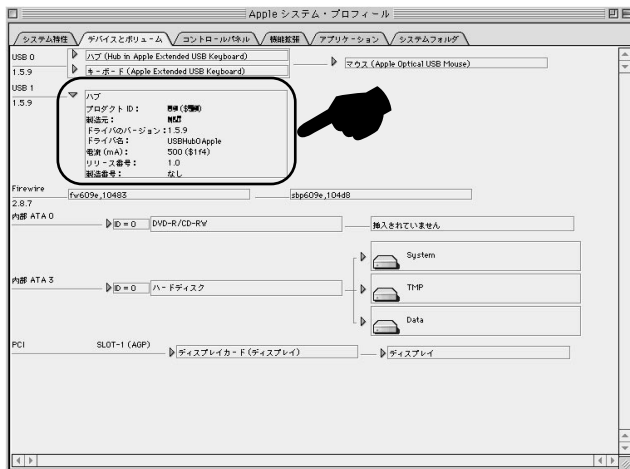 Apple システム・プロフィール
システム特性
デバイスとボリューム
コントロールパネル
機能拡張
アプリケーション
システムフォルダ
USB 0
1.5.9
ハブ (Hub in Apple Extended USB Keyboard)
キーボード (Apple Extended USB Keyboard)
マウス (Apple Optical USB Mouse)
USB 1
1.5.9
ハブ
プロダクト ID：
製造元：
ドライバのバージョン：1.5.9
ドライバ名： USBHub0Apple
電流 (mA)： 500 ($1f4)
リリース番号： 1.0
製造番号： なし
Firewire
2.8.7
fw609e,10483
sbp609e,104d8
内部 ATA 0
ID = 0
DVD-R/CD-RW
挿入されていません
内部 ATA 3
ID = 0
ハードディスク
System
TMP
Data
PCI
SLOT-1 (AGP)
ディスプレイカード (ディスプレイ)
ディスプレイ